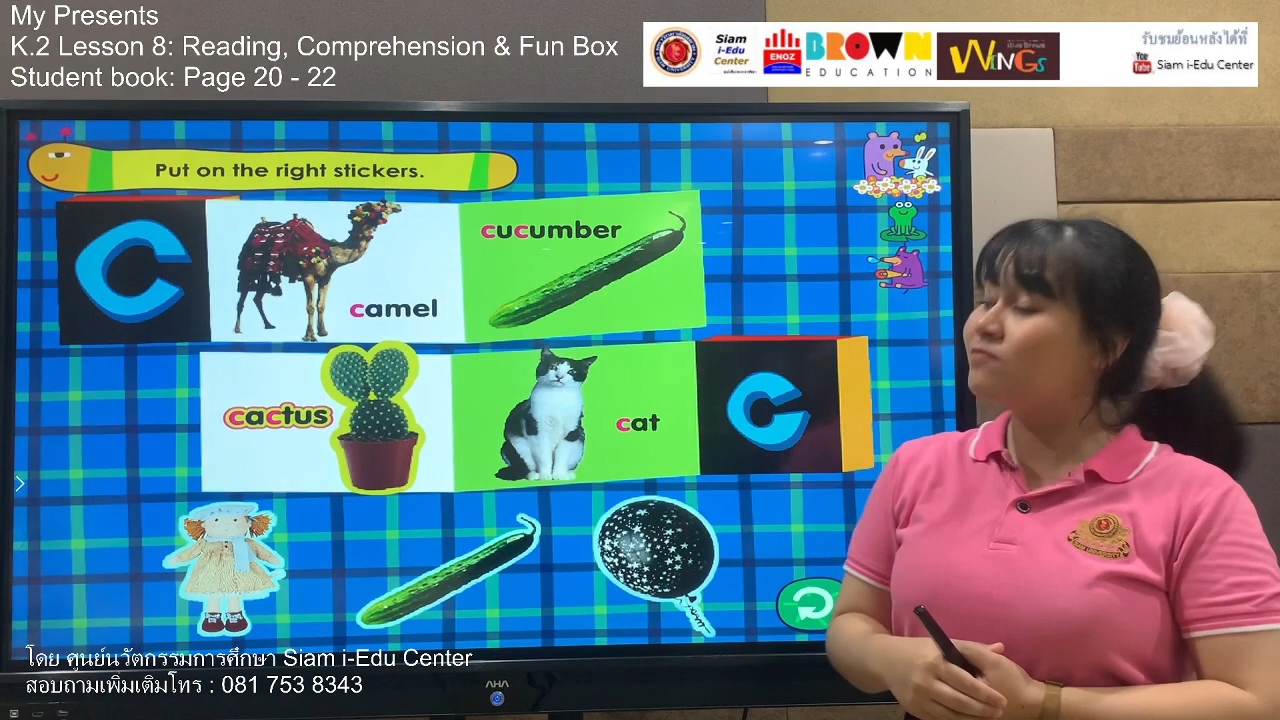 My Presents
K.2 Lesson 8: Reading, Comprehension & Fun Box
Student book: Page 20 - 22
Siam
i-Edu
Center
ENOZ
BROWN
EDUCATION
WiNGs
รับชมย้อนหลังได้ที่
You
Tube
Siam i-Edu Center
Put on the right stickers.
C
camel
cucumber
cactus
cat
C
SIAM UNIVERSITY
โดย ศูนย์นวัตกรรมการศึกษา Siam i-Edu Center
สอบถามเพิ่มเติมโทร : 081 753 8343
AHA